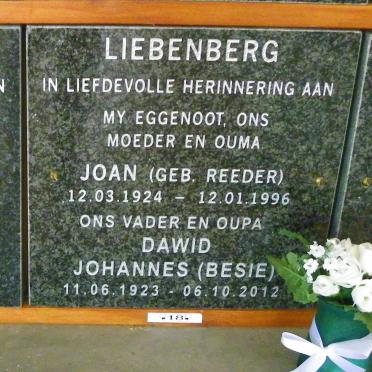 LIEBENBERG
IN LIEFDEVOLLE HERINNERING AAN
MY EGGENOOT, ONS
MOEDER EN OUMA
JOAN (GEB. REEDER)
12.03.1924 – 12.01.1996
ONS VADER EN OUPA
DAWID
JOHANNES (BESIE)
11.06.1923 - 06.10.2012
18
N